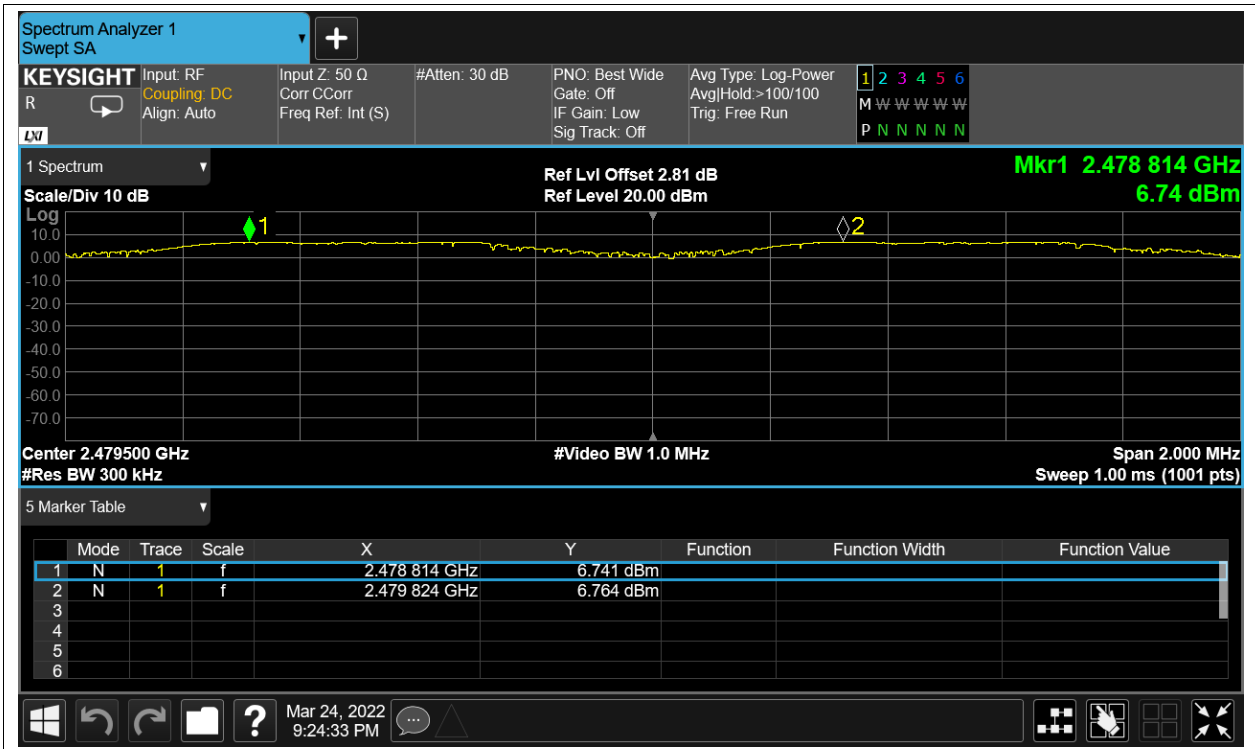 Spectrum Analyzer 1
Swept SA
KEYSIGHT
R
LXI
Input: RF
Coupling: DC
Align: Auto
Input Z: 50 Ω
Corr CCorr
Freq Ref: Int (S)
#Atten: 30 dB
PNO: Best Wide
Gate: Off
IF Gain: Low
Sig Track: Off
Avg Type: Log-Power
Avg|Hold:>100/100
Trig: Free Run
1 2 3 4 5 6
M W W W W W
P N N N N N
1 Spectrum
Scale/Div 10 dB
Ref Lvl Offset 2.81 dB
Ref Level 20.00 dBm
Mkr1 2.478 814 GHz
6.74 dBm
Log
10.0
0.00
-10.0
-20.0
-30.0
-40.0
-50.0
-60.0
-70.0
1
2
Center 2.479500 GHz
#Video BW 1.0 MHz
Span 2.000 MHz
#Res BW 300 kHz
Sweep 1.00 ms (1001 pts)
5 Marker Table
Mode Trace Scale X Y Function Function Width Function Value
1 N 1 f 2.478 814 GHz 6.741 dBm
2 N 1 f 2.479 824 GHz 6.764 dBm
3
4
5
6
?
Mar 24, 2022
9:24:33 PM